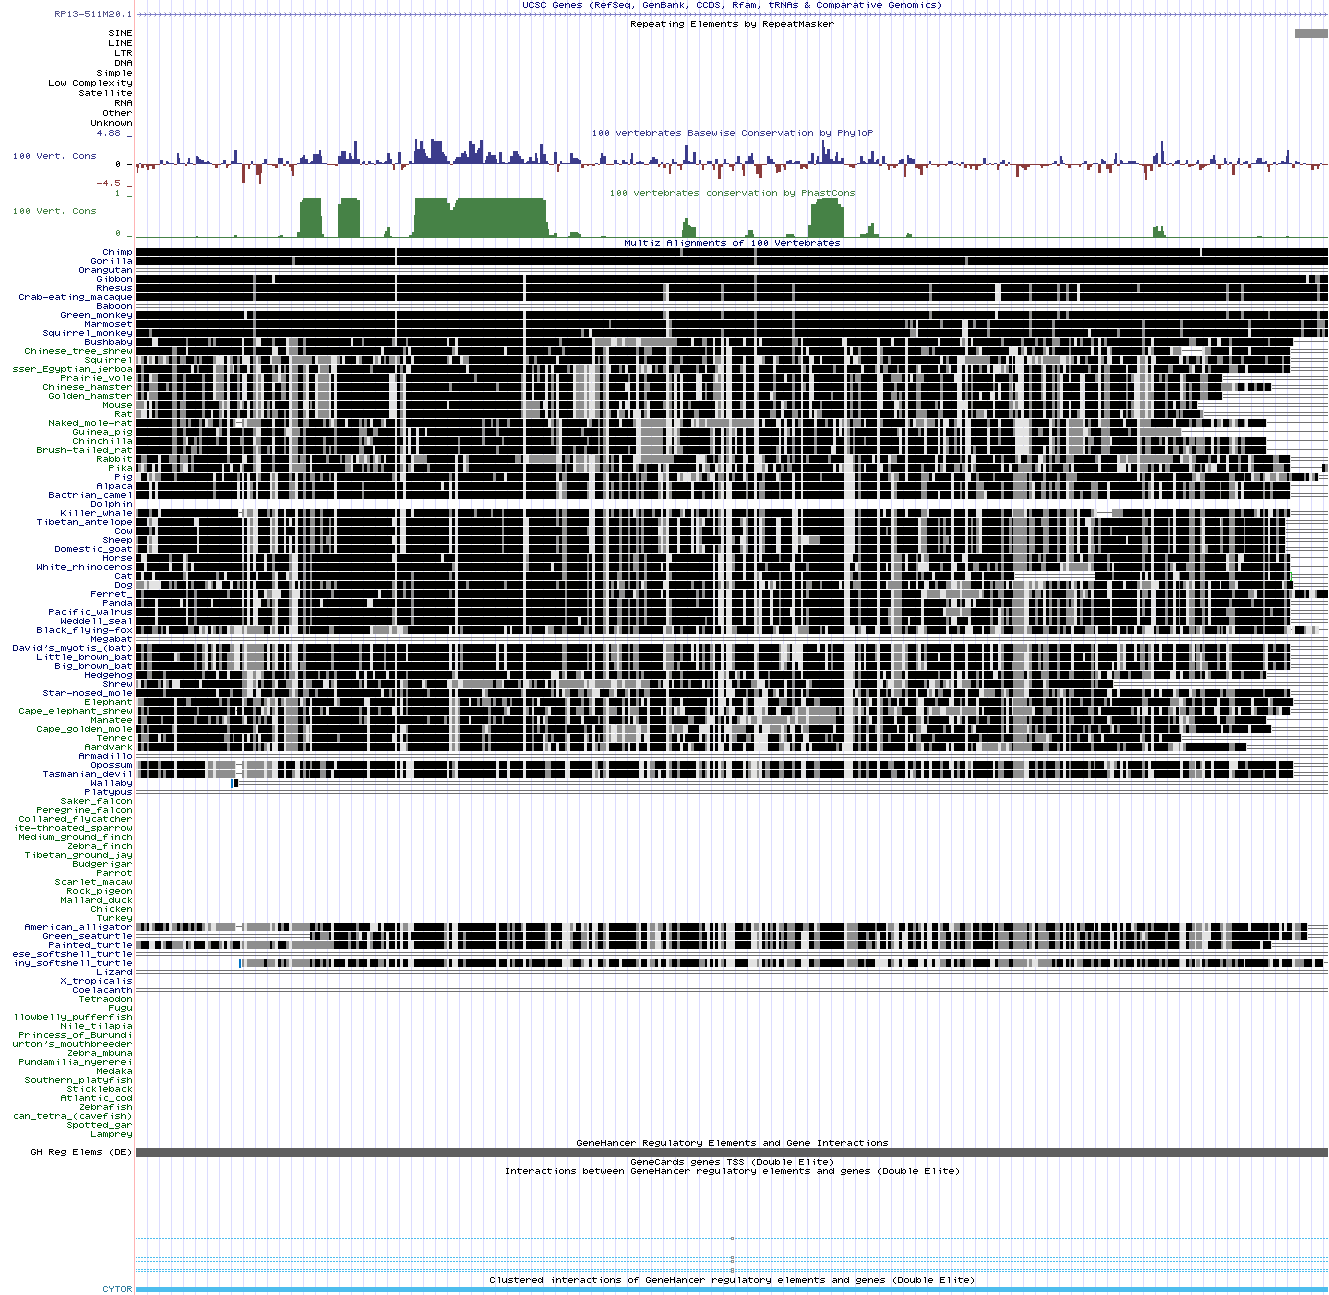 UCSC Genes (RefSeq, GenBank, CCDS, Rfam, tRNAs & Comparative Genomics)
RP13-511M20.1
Repeating Elements by RepeatMasker
SINE
LINE
LTR
DNA
Simple
Low Complexity
Satellite
RNA
Other
Unknown
4.88 _
100 vertebrates Basewise Conservation by PhyloP
100 Vert. Cons
0 _
-4.5 _
1 _
100 vertebrates conservation by PhastCons
100 Vert. Cons
0 _
Multiz Alignments of 100 Vertebrates
Chimp
Gorilla
Orangutan
Gibbon
Rhesus
Crab-eating_macaque
Baboon
Green_monkey
Marmoset
Squirrel_monkey
Bushbaby
Chinese_tree_shrew
Squirrel
sser_Egyptian_jerboa
Prairie_vole
Chinese_hamster
Golden_hamster
Mouse
Rat
Naked_mole-rat
Guinea_pig
Chinchilla
Brush-tailed_rat
Rabbit
Pika
Pig
Alpaca
Bactrian_camel
Dolphin
Killer_whale
Tibetan_antelope
Cow
Sheep
Domestic_goat
Horse
White_rhinoceros
Cat
Dog
Ferret_
Panda
Pacific_walrus
Weddell_seal
Black_flying-fox
Megabat
David's_myotis_(bat)
Little_brown_bat
Big_brown_bat
Hedgehog
Shrew
Star-nosed_mole
Elephant
Cape_elephant_shrew
Manatee
Cape_golden_mole
Tenrec
Aardvark
Armadillo
Opossum
Tasmanian_devil
Wallaby
Platypus
Saker_falcon
Peregrine_falcon
Collared_flycatcher
ite-throated_sparrow
Medium_ground_finch
Zebra_finch
Tibetan_ground_jay
Budgerigar
Parrot
Scarlet_macaw
Rock_pigeon
Mallard_duck
Chicken
Turkey
American_alligator
Green_seaturtle
Painted_turtle
ese_softshell_turtle
iny_softshell_turtle
Lizard
X_tropicalis
Coelacanth
Tetraodon
Fugu
llowbelly_pufferfish
Nile_tilapia
Princess_of_Burundi
urton's_mouthbreeder
Zebra_mbuna
Pundamilia_nyererei
Medaka
Southern_platyfish
Stickleback
Atlantic_cod
Zebrafish
can_tetra_(cavefish)
Spotted_gar
Lamprey
GeneHancer Regulatory Elements and Gene Interactions
GH Reg Elems (DE)
GeneCards genes TSS (Double Elite)
Interactions between GeneHancer regulatory elements and genes (Double Elite)
Clustered interactions of GeneHancer regulatory elements and genes (Double Elite)
CYTOR